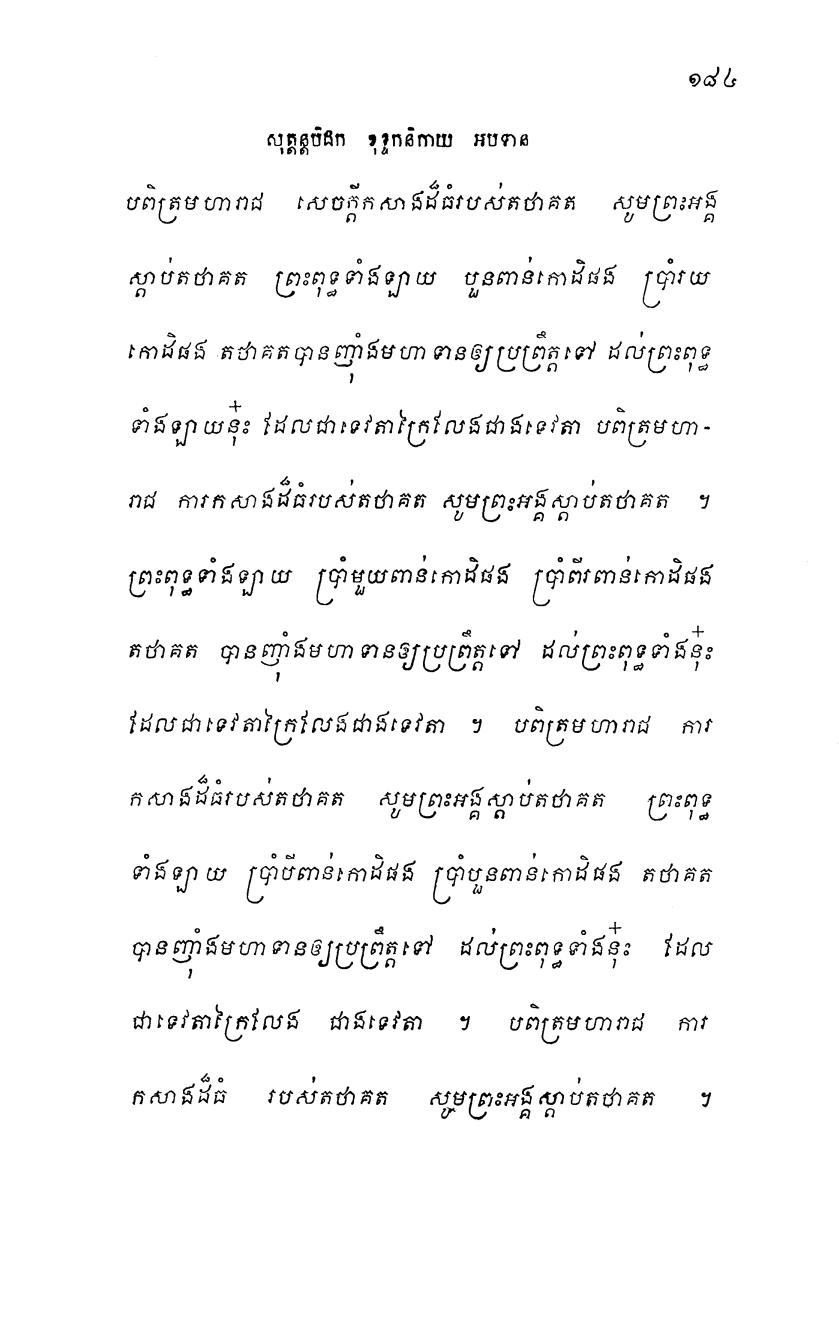 ១៨៤
សុត្តន្តបិដក ខុទ្ទកនិកាយ អបទាន
បពិត្រមហារាជ សេចក្តីកសាងដ៏ធំរបស់តថាគត សូមព្រះអង្គ
ស្តាប់តថាគត ព្រះពុទ្ធទាំងឡាយ បួនពាន់កោដិផង ប្រាំរយ
កោដិផង តថាគតបានញុំាងមហាទានឲ្យប្រព្រឹត្តទៅ ដល់ព្រះពុទ្ធ
ទាំងឡាយនុ៎ះ ដែលជាទេវតាក្រៃលែងជាងទេវតា បពិត្រមហា-
រាជ ការកសាងដ៏ធំរបស់តថាគត សូមព្រះអង្គស្តាប់តថាគត ។
ព្រះពុទ្ធទាំងឡាយ ប្រាំមួយពាន់កោដិផង ប្រាំពីរពាន់កោដិផង
តថាគត បានញុំាងមហាទានឲ្យប្រព្រឹត្តទៅ ដល់ព្រះពុទ្ធទាំងនុ៎ះ
ដែលជាទេវតាក្រៃលែងជាងទេវតា ។ បពិត្រមហារាជ ការ
កសាងដ៏ធំរបស់តថាគត សូមព្រះអង្គស្តាប់តថាគត ព្រះពុទ្ធ
ទាំងឡាយ ប្រាំបីពាន់កោដិផង ប្រាំបួនពាន់កោដិផង តថាគត
បានញុំាងមហាទានឲ្យប្រព្រឹត្តទៅ ដល់ព្រះពុទ្ធទាំងនុ៎ះ ដែល
ជាទេវតាក្រៃលែង ជាងទេវតា ។ បពិត្រមហារាជ ការ
កសាងដ៏ធំ របស់តថាគត សូមព្រះអង្គស្តាប់តថាគត ។